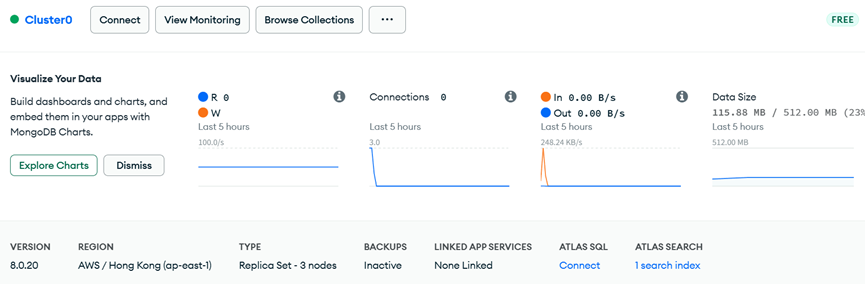 Cluster0 Connect View Monitoring Browse Collections ... FREE
Visualize Your Data
Build dashboards and charts, and
embed them in your apps with
MongoDB Charts.
Explore Charts Dismiss
R 0
W
Last 5 hours
100.0/s
Connections 0
Last 5 hours
3.0
In 0.00 B/s
Out 0.00 B/s
Last 5 hours
248.24 KB/s
Data Size
115.88 MB / 512.00 MB (23%
Last 5 hours
512.00 MB
VERSION REGION TYPE BACKUPS LINKED APP SERVICES ATLAS SQL ATLAS SEARCH
8.0.20 AWS / Hong Kong (ap-east-1) Replica Set - 3 nodes Inactive None Linked Connect 1 search index